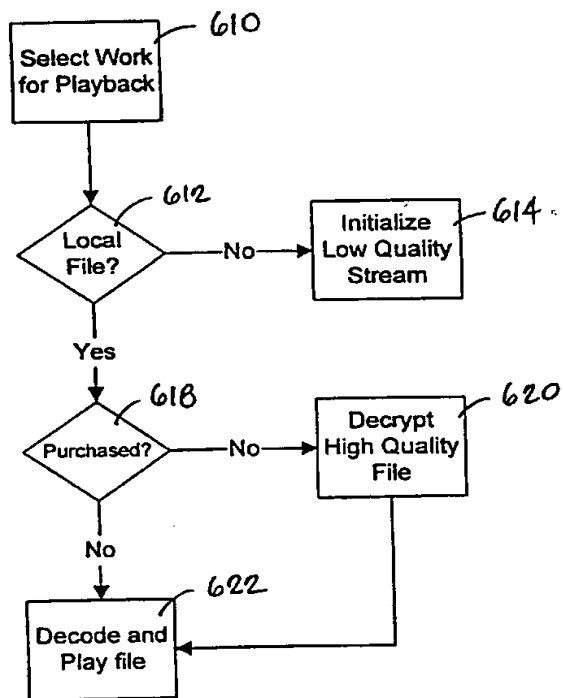 610
Select Work
for Playback
612
Local
File?
No
614
Initialize
Low Quality
Stream
Yes
618
Purchased?
No
620
Decrypt
High Quality
File
No
622
Decode and
Play file